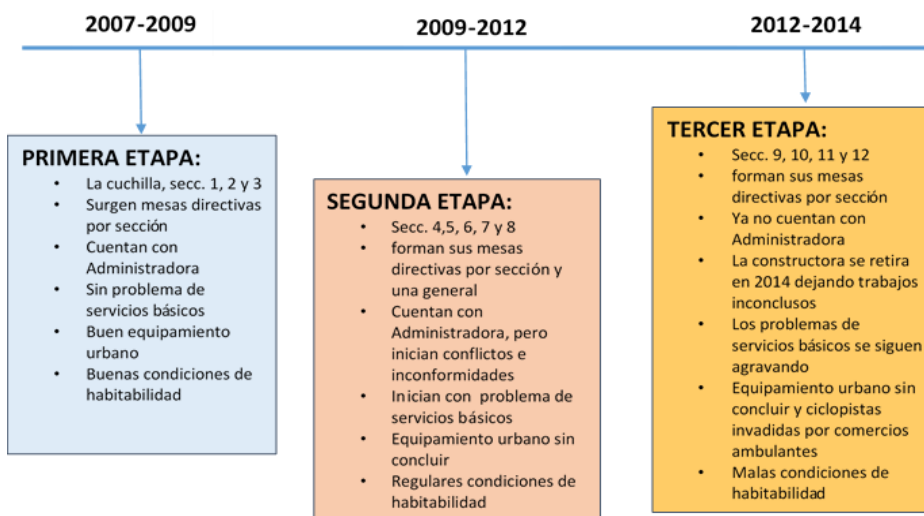 2007-2009
2009-2012
2012-2014
PRIMERA ETAPA:
• La cuchilla, secc. 1, 2 y 3
• Surgen mesas directivas
por sección
• Cuentan con
Administradora
• Sin problema de
servicios básicos
• Buen equipamiento
urbano
• Buenas condiciones de
habitabilidad
SEGUNDA ETAPA:
• Secc. 4,5, 6, 7 y 8
• forman sus mesas
directivas por sección y
una general
• Cuentan con
Administradora, pero
inician conflictos e
inconformidades
• Inician con problema de
servicios básicos
• Equipamiento urbano sin
concluir
• Regulares condiciones de
habitabilidad
TERCER ETAPA:
• Secc. 9, 10, 11 y 12
• forman sus mesas
directivas por sección
• Ya no cuentan con
Administradora
• La constructora se retira
en 2014 dejando trabajos
inconclusos
• Los problemas de
servicios básicos se siguen
agravando
• Equipamiento urbano sin
concluir y ciclopistas
invadidas por comercios
ambulantes
• Malas condiciones de
habitabilidad